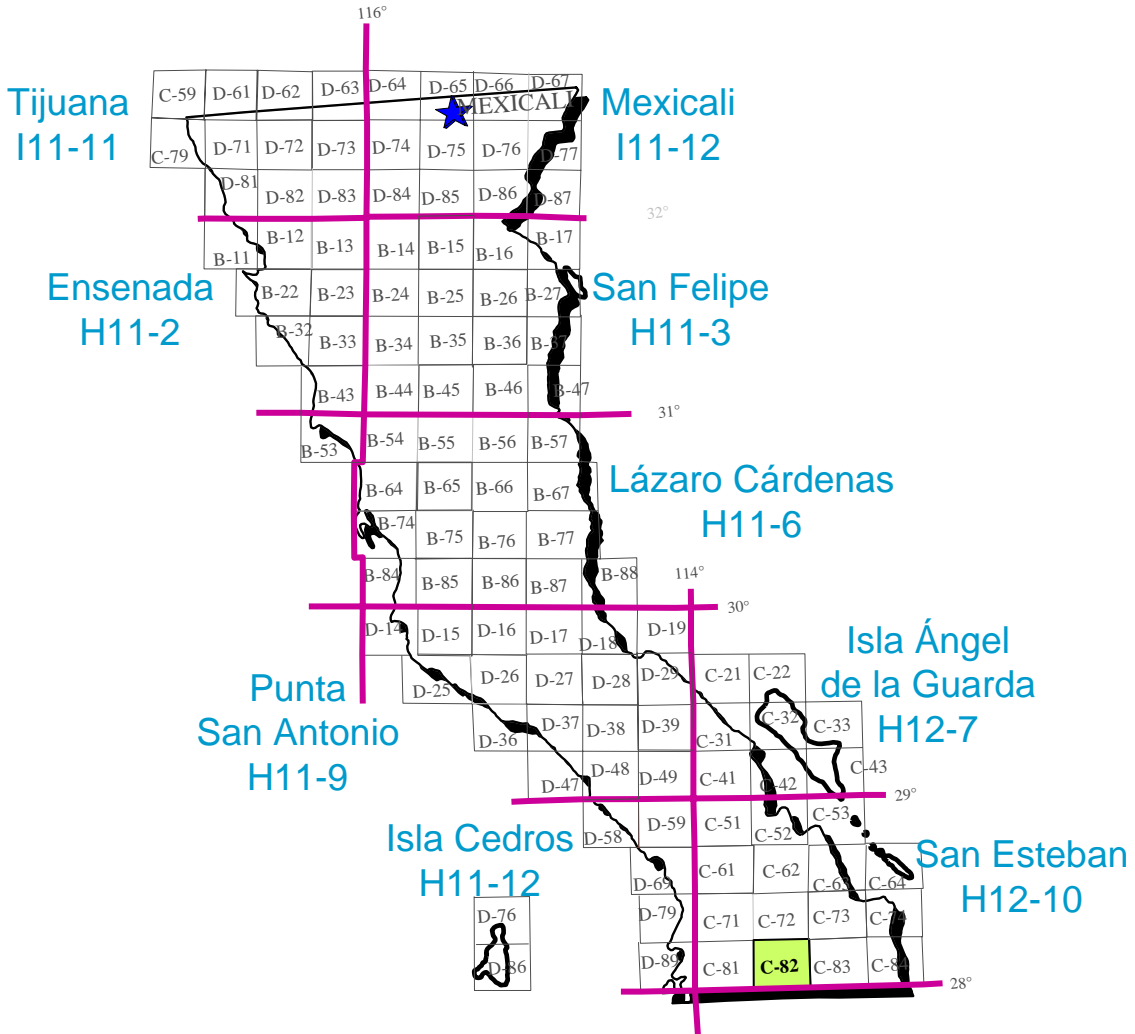 116°
C-59 D-61 D-62 D-63 D-64 D-65 D-66 D-67
Tijuana
I11-11
MEXICALI
Mexicali
I11-12
C-79 D-71 D-72 D-73 D-74 D-75 D-76 D-77
D-81 D-82 D-83 D-84 D-85 D-86 D-87
32°
B-11 B-12 B-13 B-14 B-15 B-16 B-17
Ensenada
H11-2
San Felipe
H11-3
B-22 B-23 B-24 B-25 B-26 B-27
B-32 B-33 B-34 B-35 B-36 B-37
B-43 B-44 B-45 B-46 B-47
31°
B-53 B-54 B-55 B-56 B-57
B-64 B-65 B-66 B-67
Lázaro Cárdenas
H11-6
B-74 B-75 B-76 B-77
B-84 B-85 B-86 B-87 B-88
114°
30°
D-14 D-15 D-16 D-17 D-18 D-19
Isla Ángel
de la Guarda
H12-7
D-25 D-26 D-27 D-28 D-29 C-21 C-22
Punta
San Antonio
H11-9
D-36 D-37 D-38 D-39 C-31 C-32 C-33
D-47 D-48 D-49 C-41 C-42 C-43
29°
Isla Cedros
H11-12
D-58 D-59 C-51 C-52 C-53
San Esteban
H12-10
D-69 C-61 C-62 C-63 C-64
D-76 D-79 C-71 C-72 C-73 C-74
D-86 D-89 C-81 C-82 C-83 C-84
28°